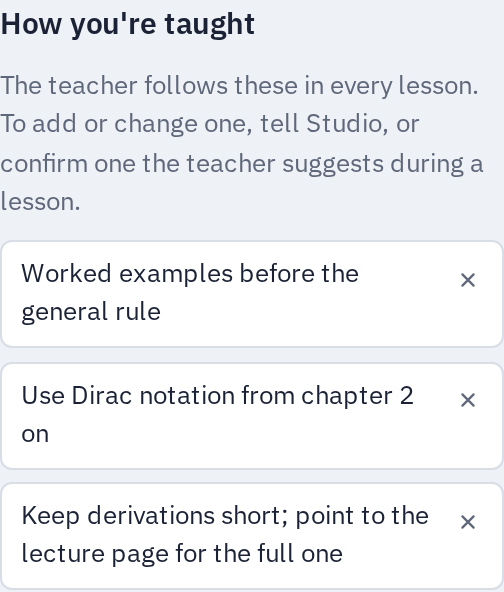 How you're taught
The teacher follows these in every lesson.
To add or change one, tell Studio, or
confirm one the teacher suggests during a
lesson.
Worked examples before the
general rule
×
Use Dirac notation from chapter 2
on
×
Keep derivations short; point to the
lecture page for the full one
×